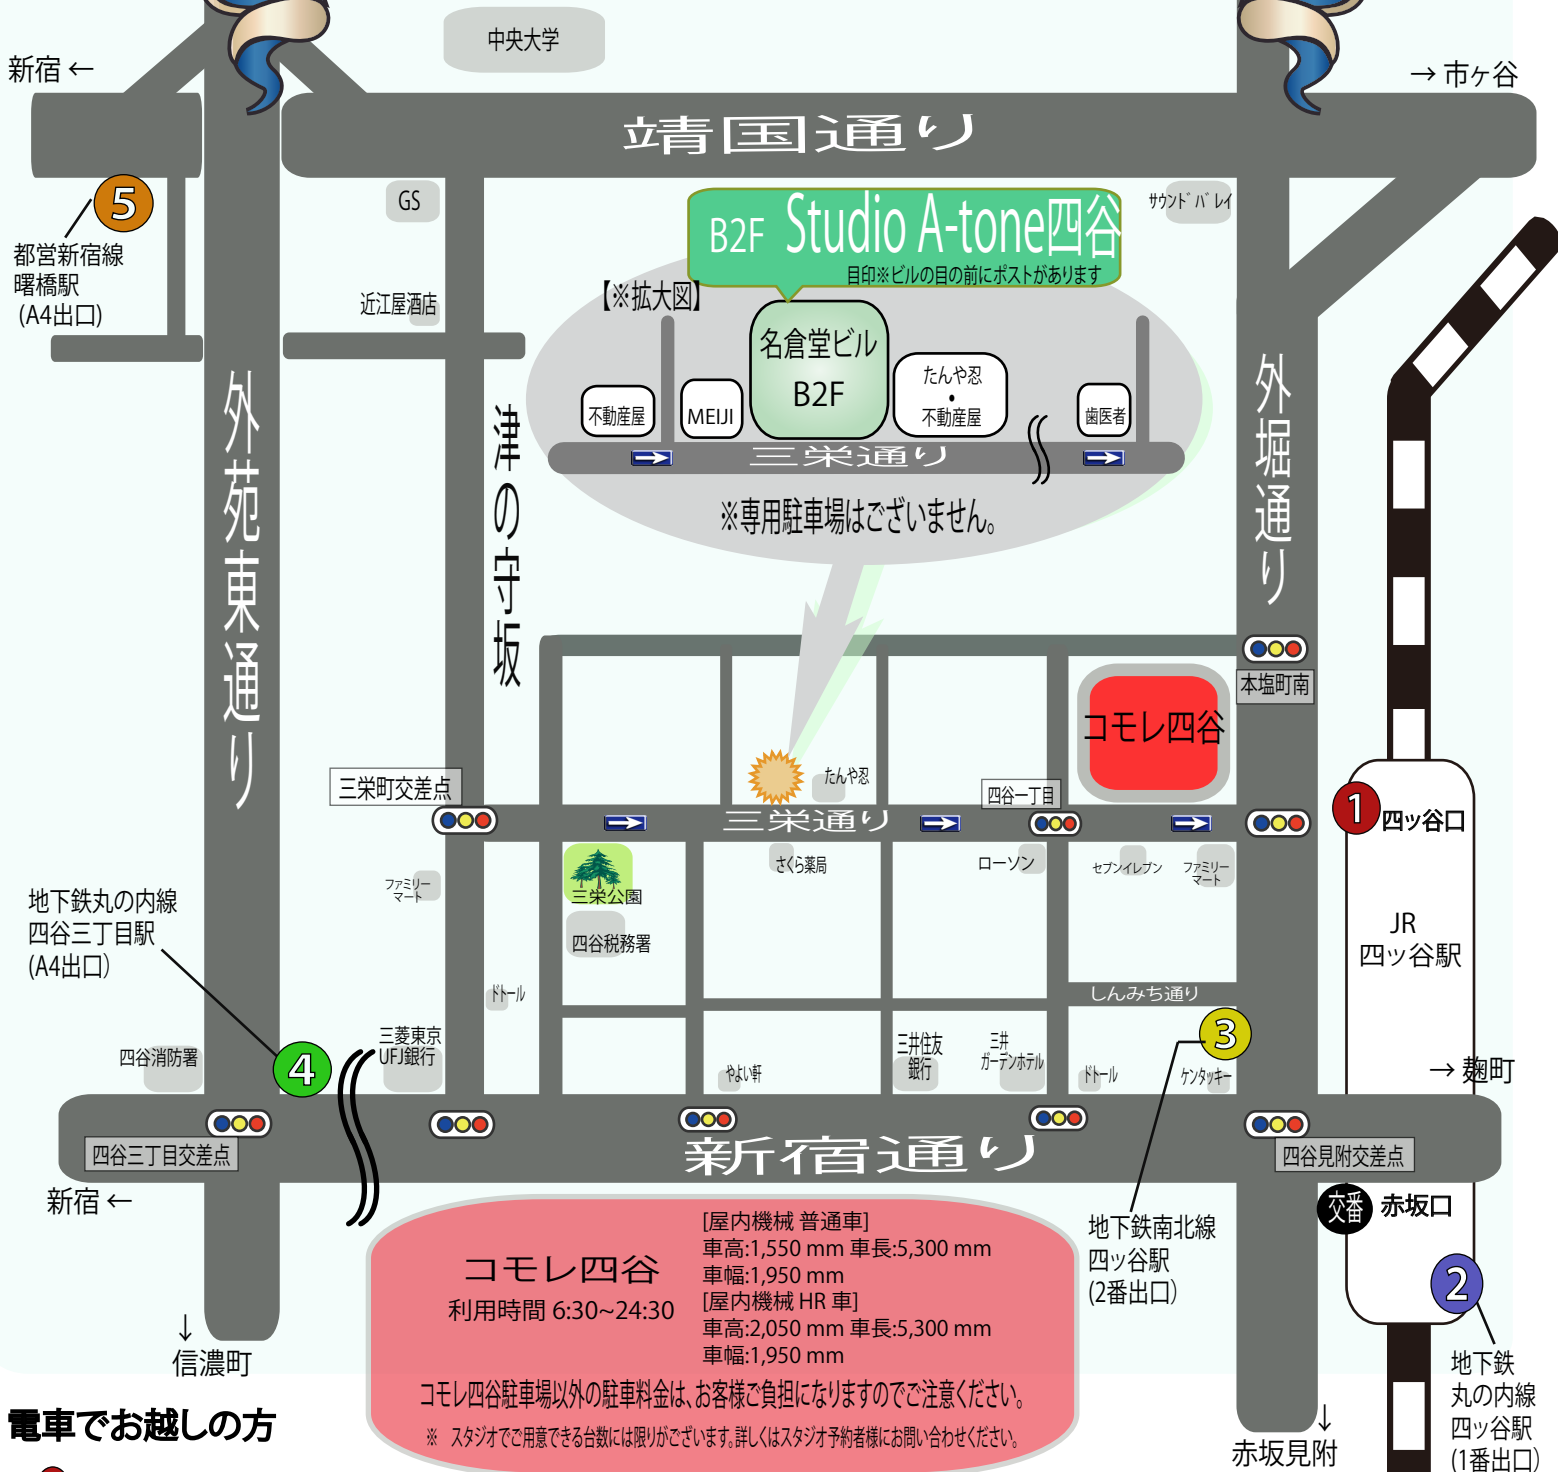 中央大学
新宿 ←
→ 市ヶ谷
靖国通り
5
都営新宿線
曙橋駅
(A4出口)
GS
近江屋酒店
B2F Studio A-tone四谷
目印※ビルの目の前にポストがあります
サウンドバレイ
【※拡大図】
名倉堂ビル
B2F
不動産屋
MEIJI
たんや忍
・
不動産屋
歯医者
三栄通り
※専用駐車場はございません。
外苑東通り
津の守坂
外堀通り
本塩町南
コモレ四谷
三栄町交差点
たんや忍
四谷一丁目
三栄通り
1
四ッ谷口
ファミリー
マート
三栄公園
四谷税務署
さくら薬局
ローソン
セブンイレブン
ファミリー
マート
JR
四ッ谷駅
地下鉄丸の内線
四谷三丁目駅
(A4出口)
ドトール
しんみち通り
四谷消防署
4
三菱東京
UFJ銀行
やよい軒
三井住友
銀行
三井
ガーデンホテル
ドトール
ケンタッキー
3
→ 麹町
四谷三丁目交差点
新宿通り
四谷見附交差点
新宿 ←
交番
赤坂口
地下鉄南北線
四ッ谷駅
(2番出口)
2
地下鉄
丸の内線
四ッ谷駅
(1番出口)
コモレ四谷
利用時間 6:30~24:30
[屋内機械 普通車]
車高:1,550 mm 車長:5,300 mm
車幅:1,950 mm
[屋内機械 HR 車]
車高:2,050 mm 車長:5,300 mm
車幅:1,950 mm
コモレ四谷駐車場以外の駐車料金は、お客様ご負担になりますのでご注意ください。
※ スタジオでご用意できる台数には限りがございます。詳しくはスタジオ予約者様にお問い合わせください。
↓
信濃町
↓
赤坂見附
電車でお越しの方